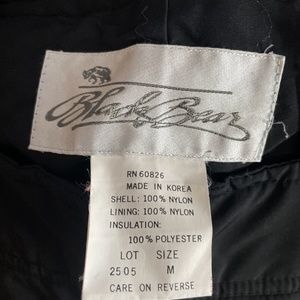 Black Bear
RN 60826
MADE IN KOREA
SHELL: 100% NYLON
LINING: 100% NYLON
INSULATION:
100% POLYESTER
LOT SIZE
2505 M
CARE ON REVERSE